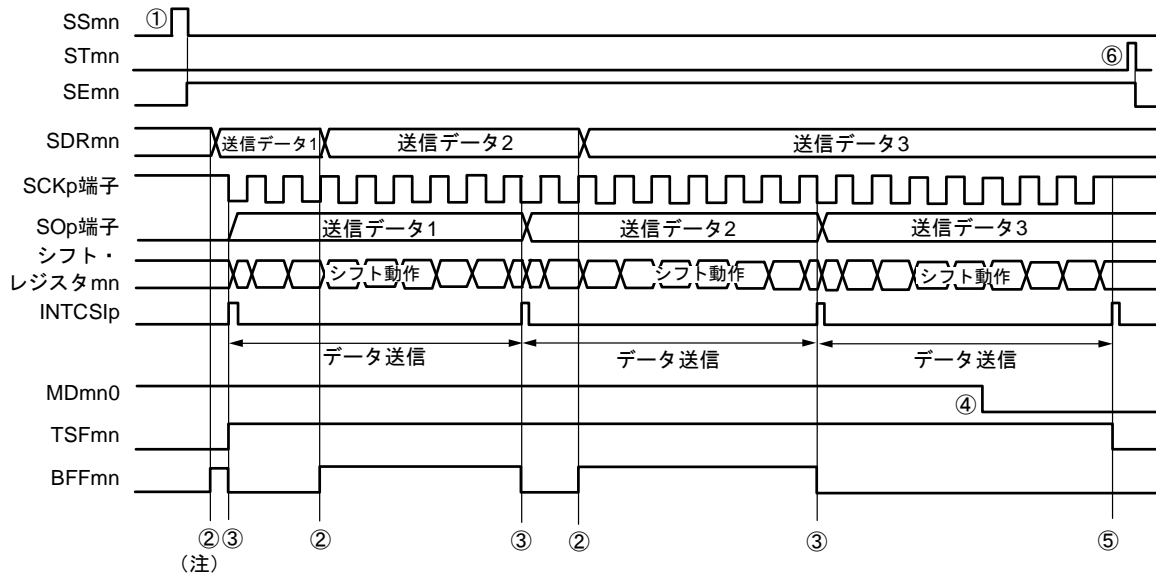 SSmn ①
STmn ⑥
SEmn
SDRmn 送信データ1 送信データ2 送信データ3
SCKp端子
SOp端子 送信データ1 送信データ2 送信データ3
シフト・
レジスタmn シフト動作 シフト動作 シフト動作
INTCSIp
データ送信 データ送信 データ送信
MDmn0 ④
TSFmn
BFFmn
②③ ② ③ ② ③ ⑤
（注）